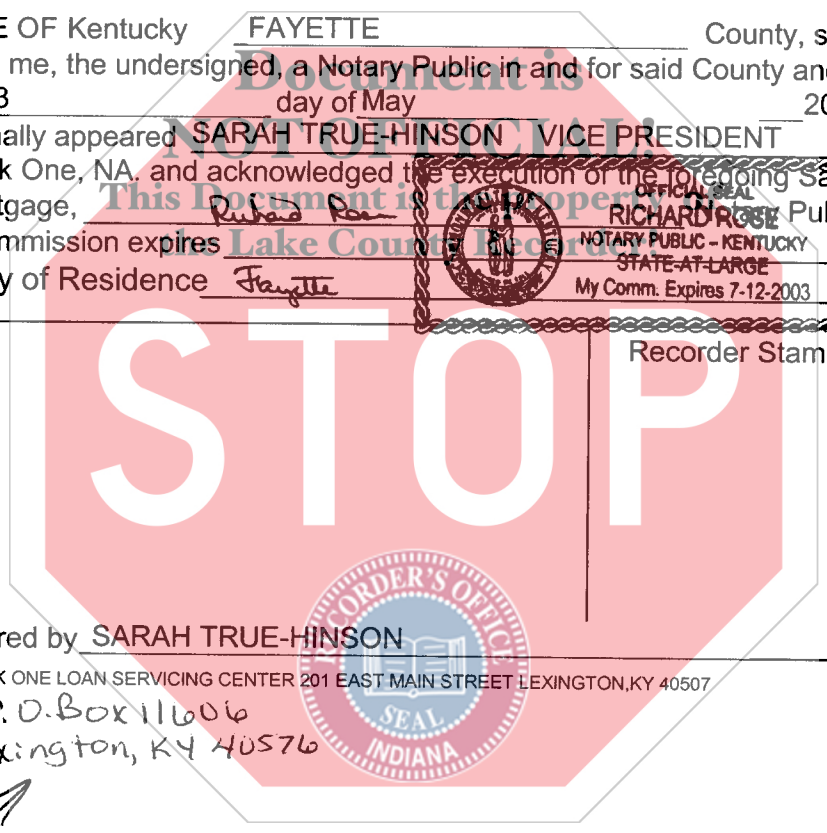 E OF Kentucky FAYETTE County, s
me, the undersigned, a Notary Public in and for said County an
3 day of May 20
nally appeared SARAH TRUE-HINSON VICE PRESIDENT
k One, NA. and acknowledged the execution of the foregoing Sa
tgage, Richard Rose Notary Pu
mmission expires
y of Residence Fayette
OFFICIAL SEAL
RICHARD ROSE
NOTARY PUBLIC - KENTUCKY
STATE-AT-LARGE
My Comm. Expires 7-12-2003
Document is
NOT OFFICIAL!
This Document is the property of
the Lake County Recorder!
Recorder Stam
STOP
RECORDER'S OFFICE
SEAL
INDIANA
red by SARAH TRUE-HINSON
K ONE LOAN SERVICING CENTER 201 EAST MAIN STREET LEXINGTON,KY 40507
P.O.Box 11606
xington, KY 40576